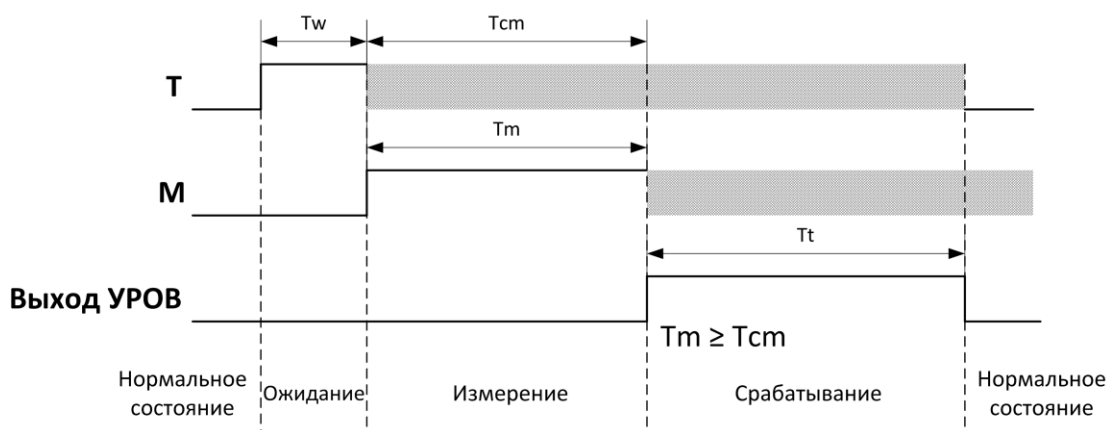 Tw
Tcm
T
Tm
M
Tt
Выход УРОВ
Tm ≥ Tcm
Нормальное
состояние
Ожидание
Измерение
Срабатывание
Нормальное
состояние